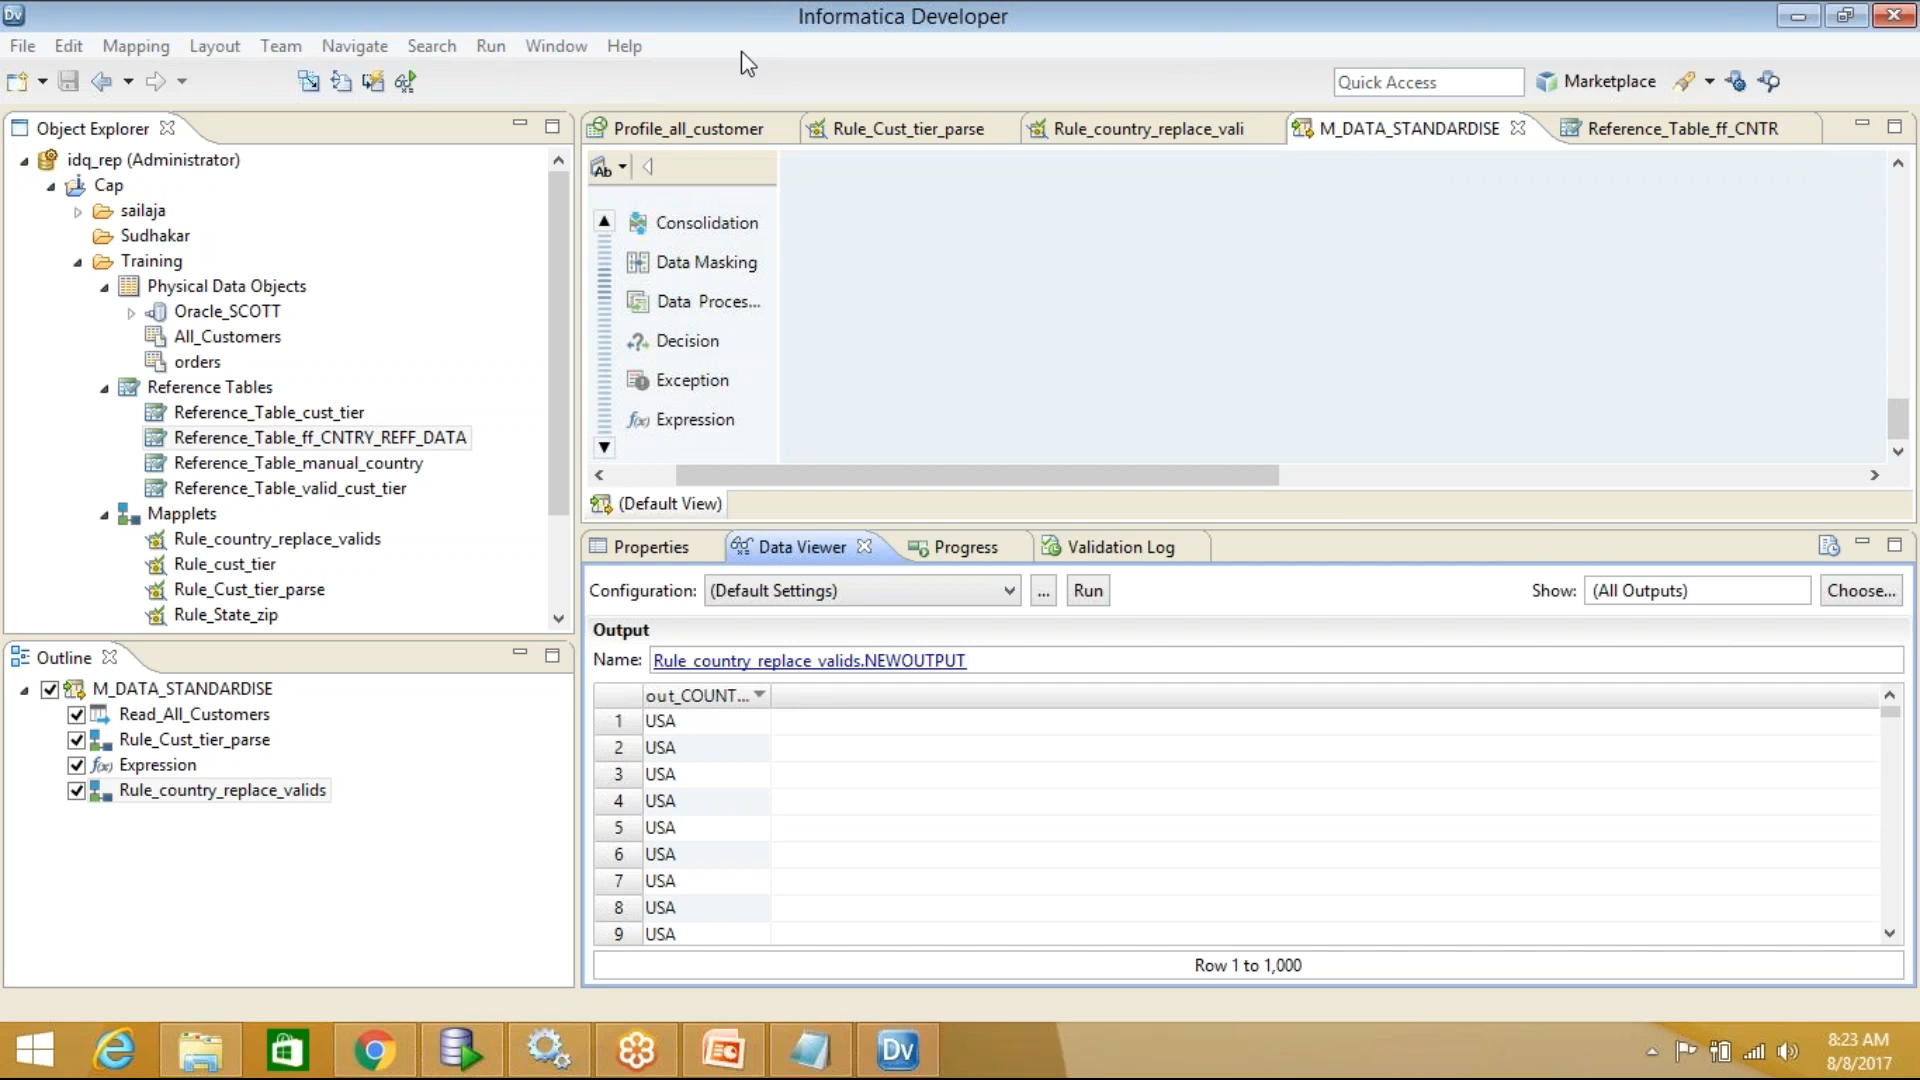 Dv
Informatica Developer
File Edit Mapping Layout Team Navigate Search Run Window Help
Quick Access
Marketplace
Object Explorer
Profile_all_customer
Rule_Cust_tier_parse
Rule_country_replace_vali
M_DATA_STANDARDISE
Reference_Table_ff_CNTR
idq_rep (Administrator)
Cap
sailaja
Sudhakar
Training
Physical Data Objects
Oracle_SCOTT
All_Customers
orders
Reference Tables
Reference_Table_cust_tier
Reference_Table_ff_CNTRY_REFF_DATA
Reference_Table_manual_country
Reference_Table_valid_cust_tier
Mapplets
Rule_country_replace_valids
Rule_cust_tier
Rule_Cust_tier_parse
Rule_State_zip
Ab
Consolidation
Data Masking
Data Proces...
Decision
Exception
f(x) Expression
(Default View)
Outline
M_DATA_STANDARDISE
Read_All_Customers
Rule_Cust_tier_parse
f(x) Expression
Rule_country_replace_valids
Properties
Data Viewer
Progress
Validation Log
Configuration: (Default Settings) ... Run
Show: (All Outputs) Choose...
Output
Name: Rule_country_replace_valids.NEWOUTPUT
out_COUNT...
1 USA
2 USA
3 USA
4 USA
5 USA
6 USA
7 USA
8 USA
9 USA
Row 1 to 1,000
Dv
8:23 AM
8/8/2017